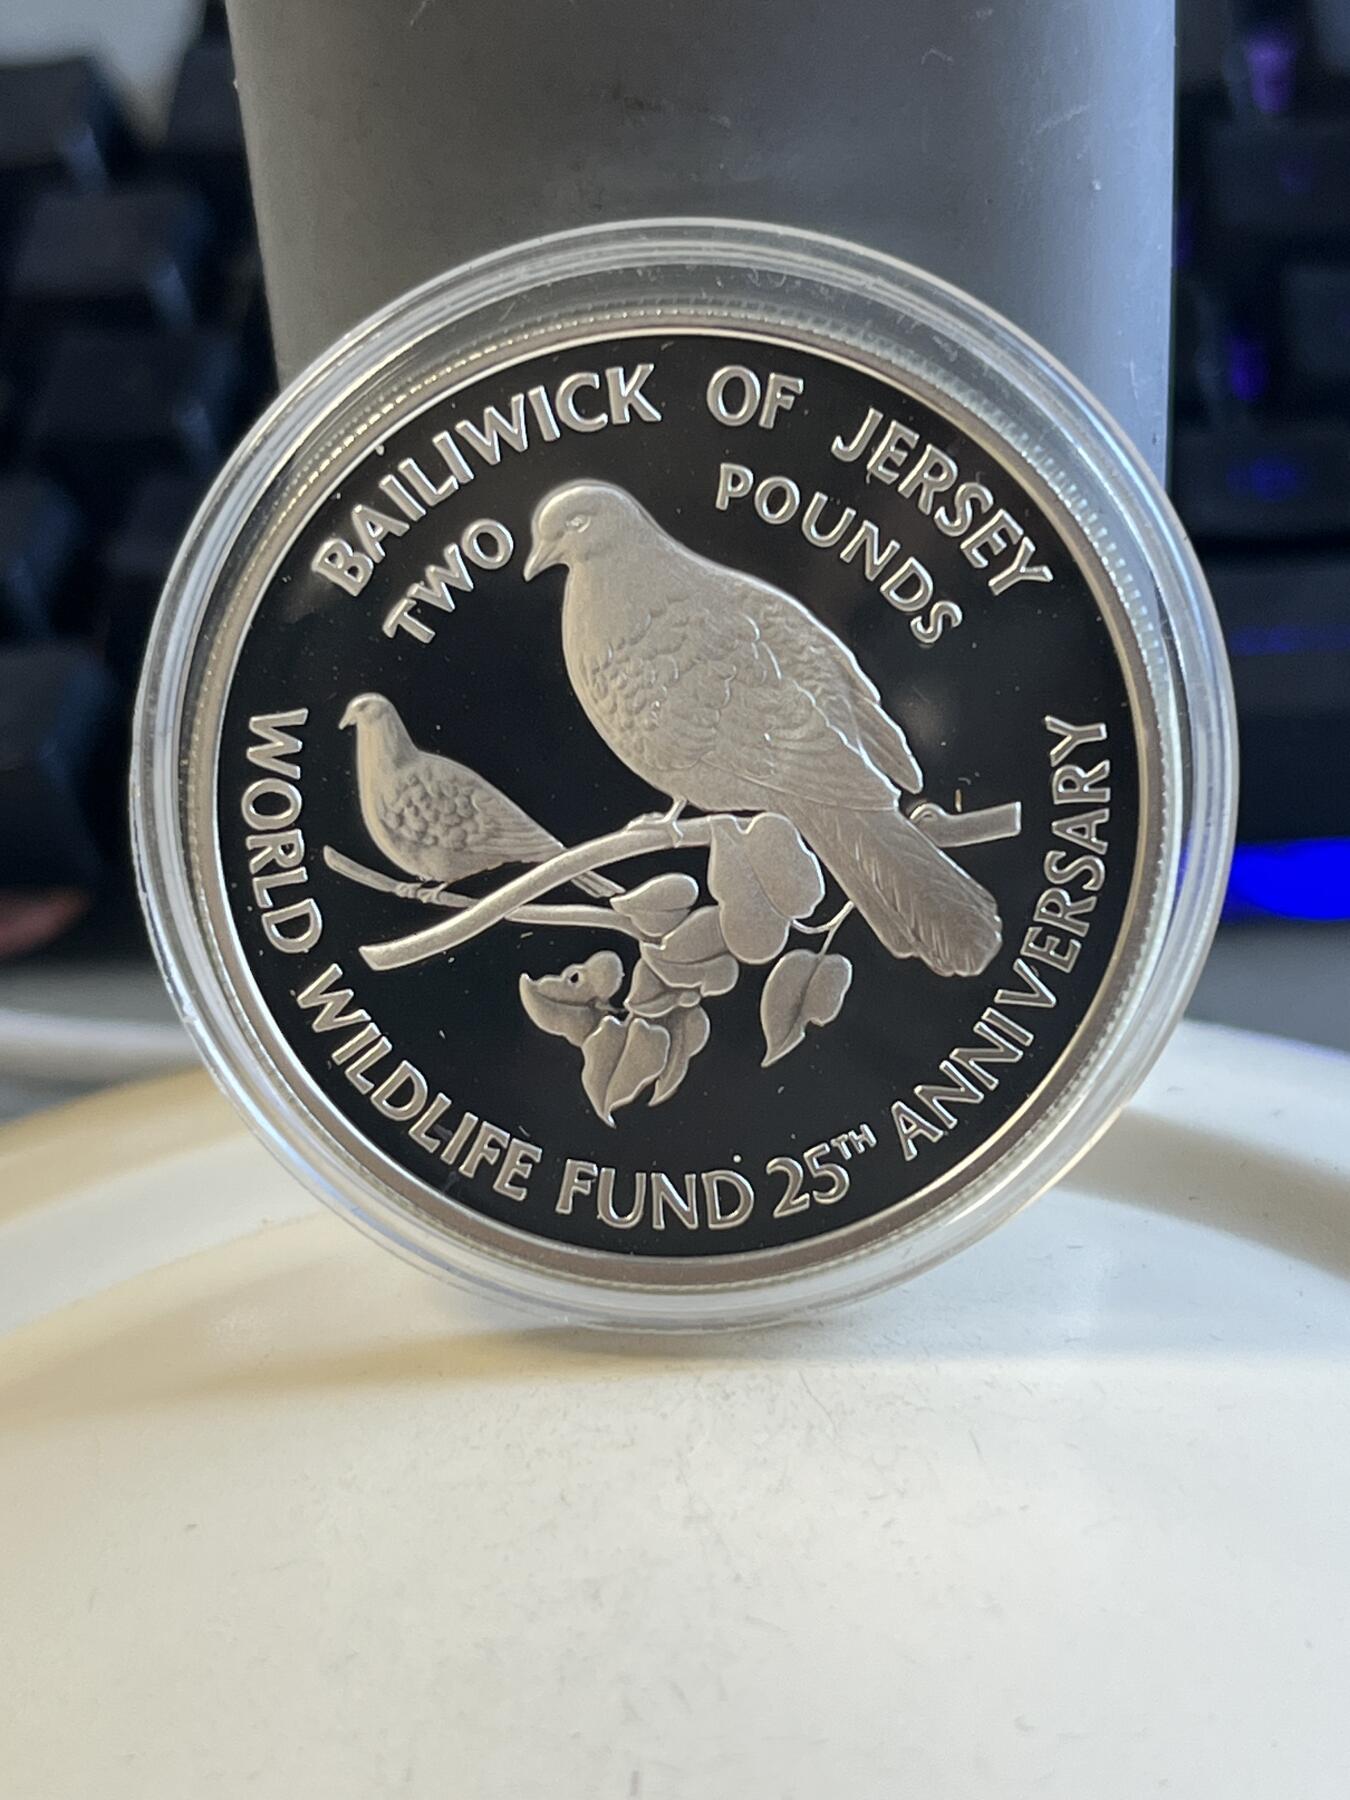 BAILIWICK OF JERSEY
TWO POUNDS
WORLD WILDLIFE FUND 25TH ANNIVERSARY